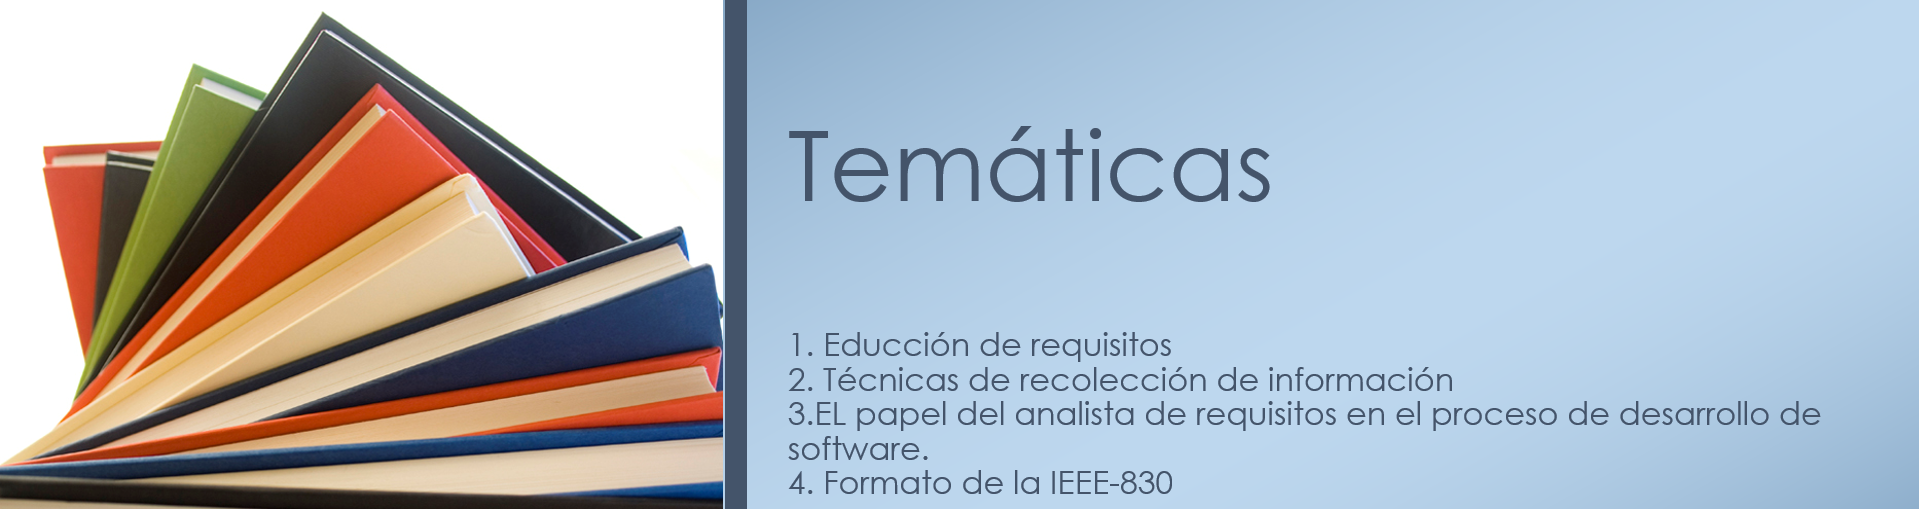 Temáticas
1. Educción de requisitos
2. Técnicas de recolección de información
3.EL papel del analista de requisitos en el proceso de desarrollo de
software.
4. Formato de la IEEE-830